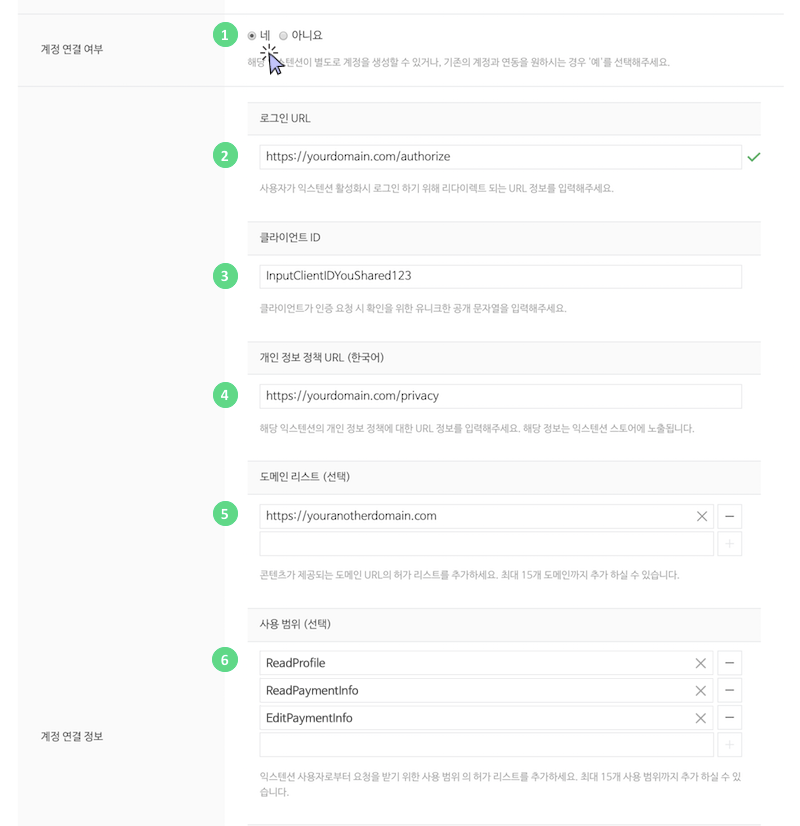 계정 연결 여부
1
네 아니요
해당 익스텐션이 별도로 계정을 생성할 수 있거나, 기존의 계정과 연동을 원하시는 경우 '예'를 선택해주세요.
로그인 URL
2
https://yourdomain.com/authorize
사용자가 익스텐션 활성화시 로그인 하기 위해 리다이렉트 되는 URL 정보를 입력해주세요.
클라이언트 ID
3
InputClientIDYouShared123
클라이언트가 인증 요청 시 확인을 위한 유니크한 공개 문자열을 입력해주세요.
개인 정보 정책 URL (한국어)
4
https://yourdomain.com/privacy
해당 익스텐션의 개인 정보 정책에 대한 URL 정보를 입력해주세요. 해당 정보는 익스텐션 스토어에 노출됩니다.
도메인 리스트 (선택)
5
https://youranotherdomain.com
콘텐츠가 제공되는 도메인 URL의 허가 리스트를 추가하세요. 최대 15개 도메인까지 추가 하실 수 있습니다.
사용 범위 (선택)
6
ReadProfile
ReadPaymentInfo
EditPaymentInfo
계정 연결 정보
익스텐션 사용자로부터 요청을 받기 위한 사용 범위 의 허가 리스트를 추가하세요. 최대 15개 사용 범위까지 추가 하실 수 있
습니다.